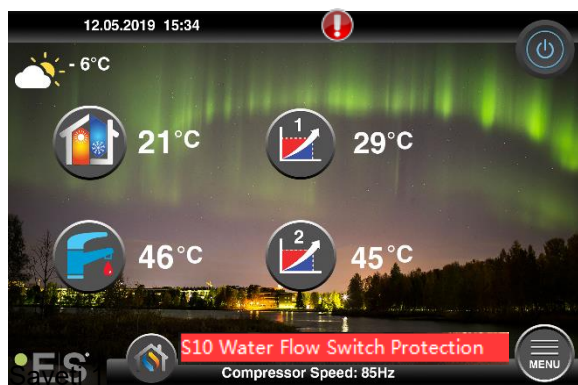 12.05.2019 15:34
- 6°C
21°C
1
29°C
46°C
2
45°C
S10 Water Flow Switch Protection
MENU
Compressor Speed: 85Hz